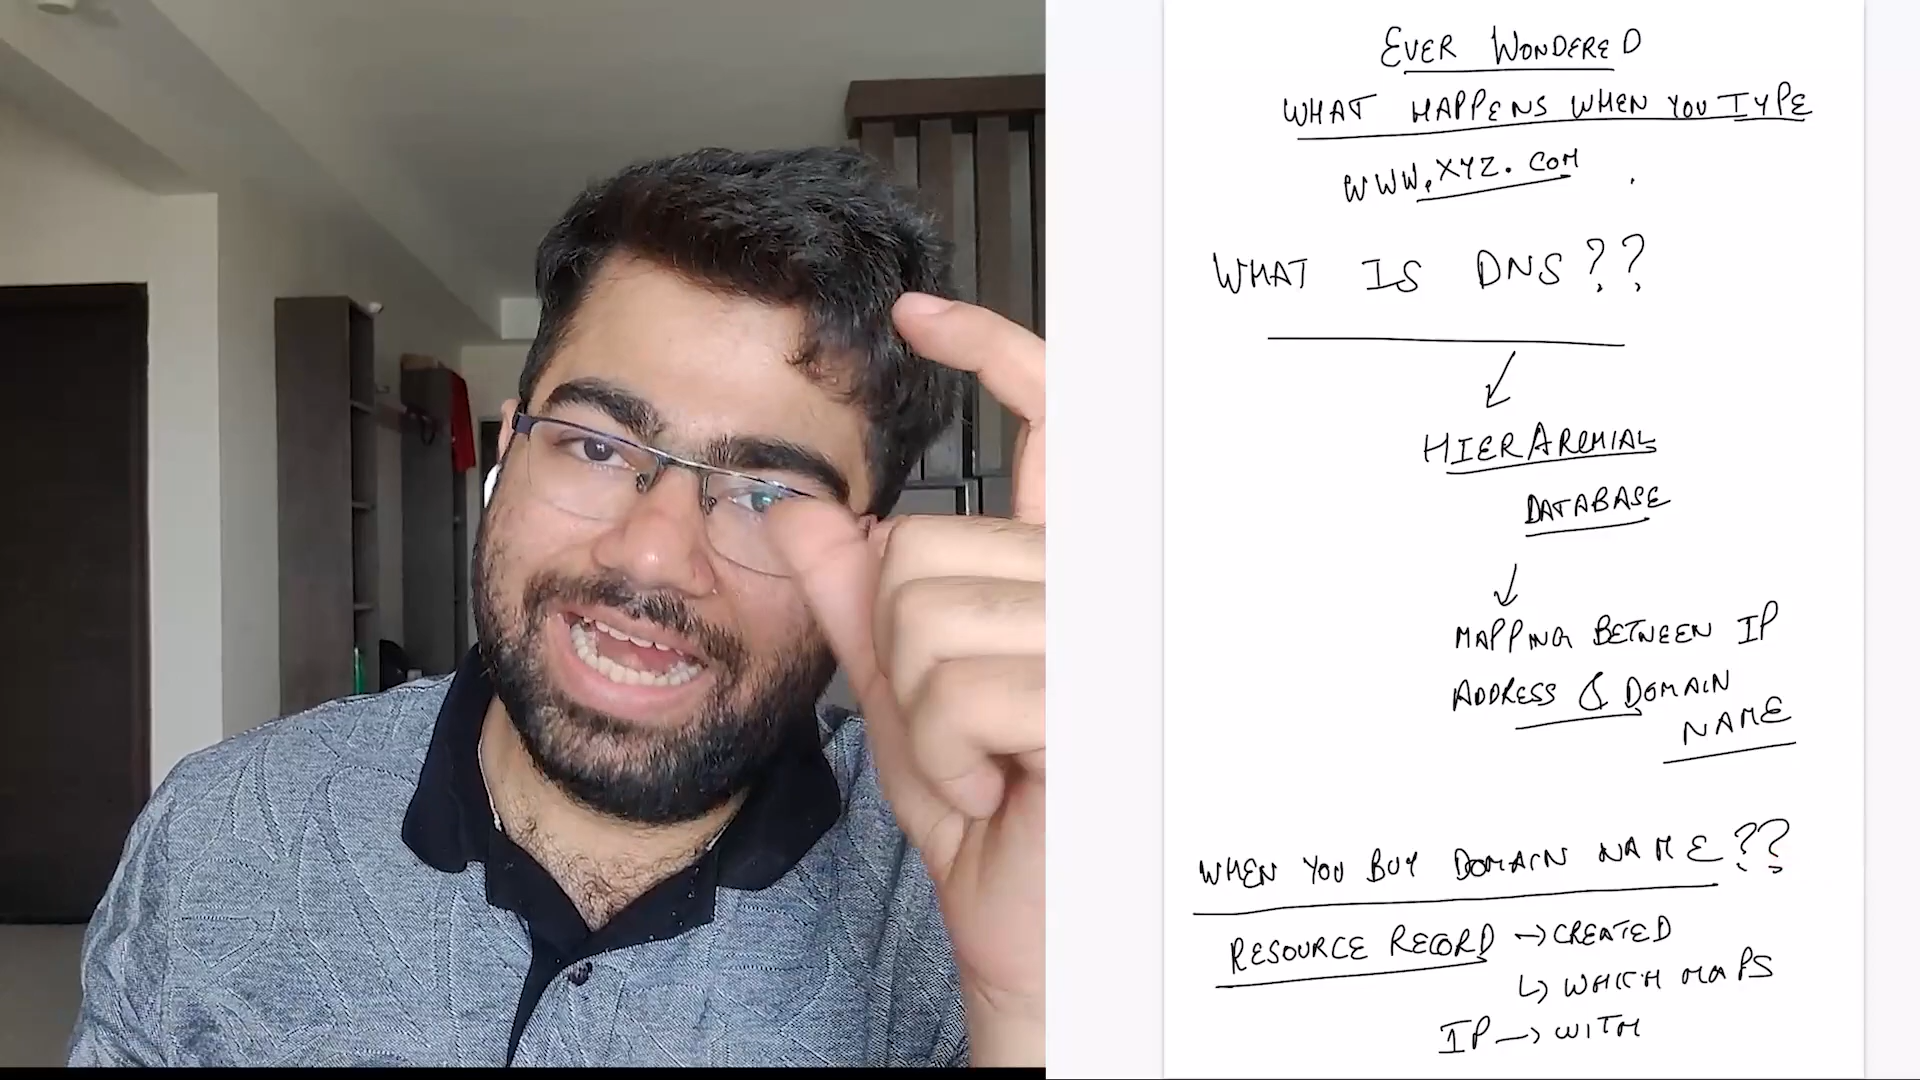 EVER WONDERED
WHAT HAPPENS WHEN YOU TYPE
WWW.XYZ.COM
WHAT IS DNS??
HIERARCHIAL
DATABASE
MAPPING BETWEEN IP
ADDRESS & DOMAIN
NAME
WHEN YOU BUY DOMAIN NAME??
RESOURCE RECORD → CREATED
↳ WHICH MAPS
IP → WITH